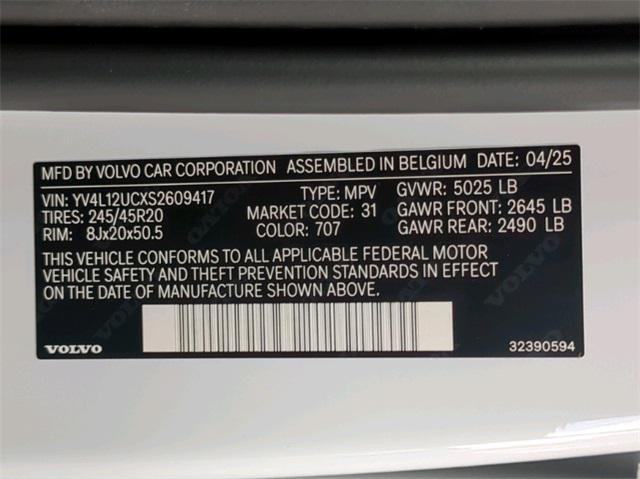 MFD BY VOLVO CAR CORPORATION ASSEMBLED IN BELGIUM DATE: 04/25
VIN: YV4L12UCXS2609417 TYPE: MPV GVWR: 5025 LB
TIRES: 245/45R20 MARKET CODE: 31 GAWR FRONT: 2645 LB
RIM: 8Jx20x50.5 COLOR: 707 GAWR REAR: 2490 LB
THIS VEHICLE CONFORMS TO ALL APPLICABLE FEDERAL MOTOR
VEHICLE SAFETY AND THEFT PREVENTION STANDARDS IN EFFECT
ON THE DATE OF MANUFACTURE SHOWN ABOVE.
VOLVO 32390594